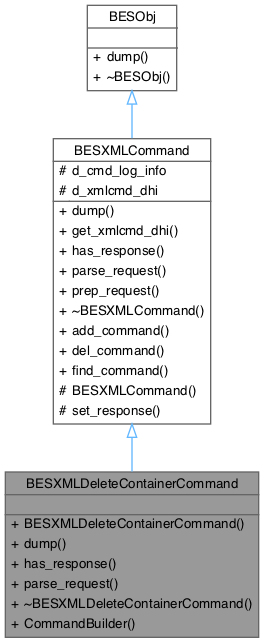 BESObj
+ dump()
+ ~BESObj()
BESXMLCommand
# d_cmd_log_info
# d_xmlcmd_dhi
+ dump()
+ get_xmlcmd_dhi()
+ has_response()
+ parse_request()
+ prep_request()
+ ~BESXMLCommand()
+ add_command()
+ del_command()
+ find_command()
# BESXMLCommand()
# set_response()
BESXMLDeleteContainerCommand
+ BESXMLDeleteContainerCommand()
+ dump()
+ has_response()
+ parse_request()
+ ~BESXMLDeleteContainerCommand()
+ CommandBuilder()